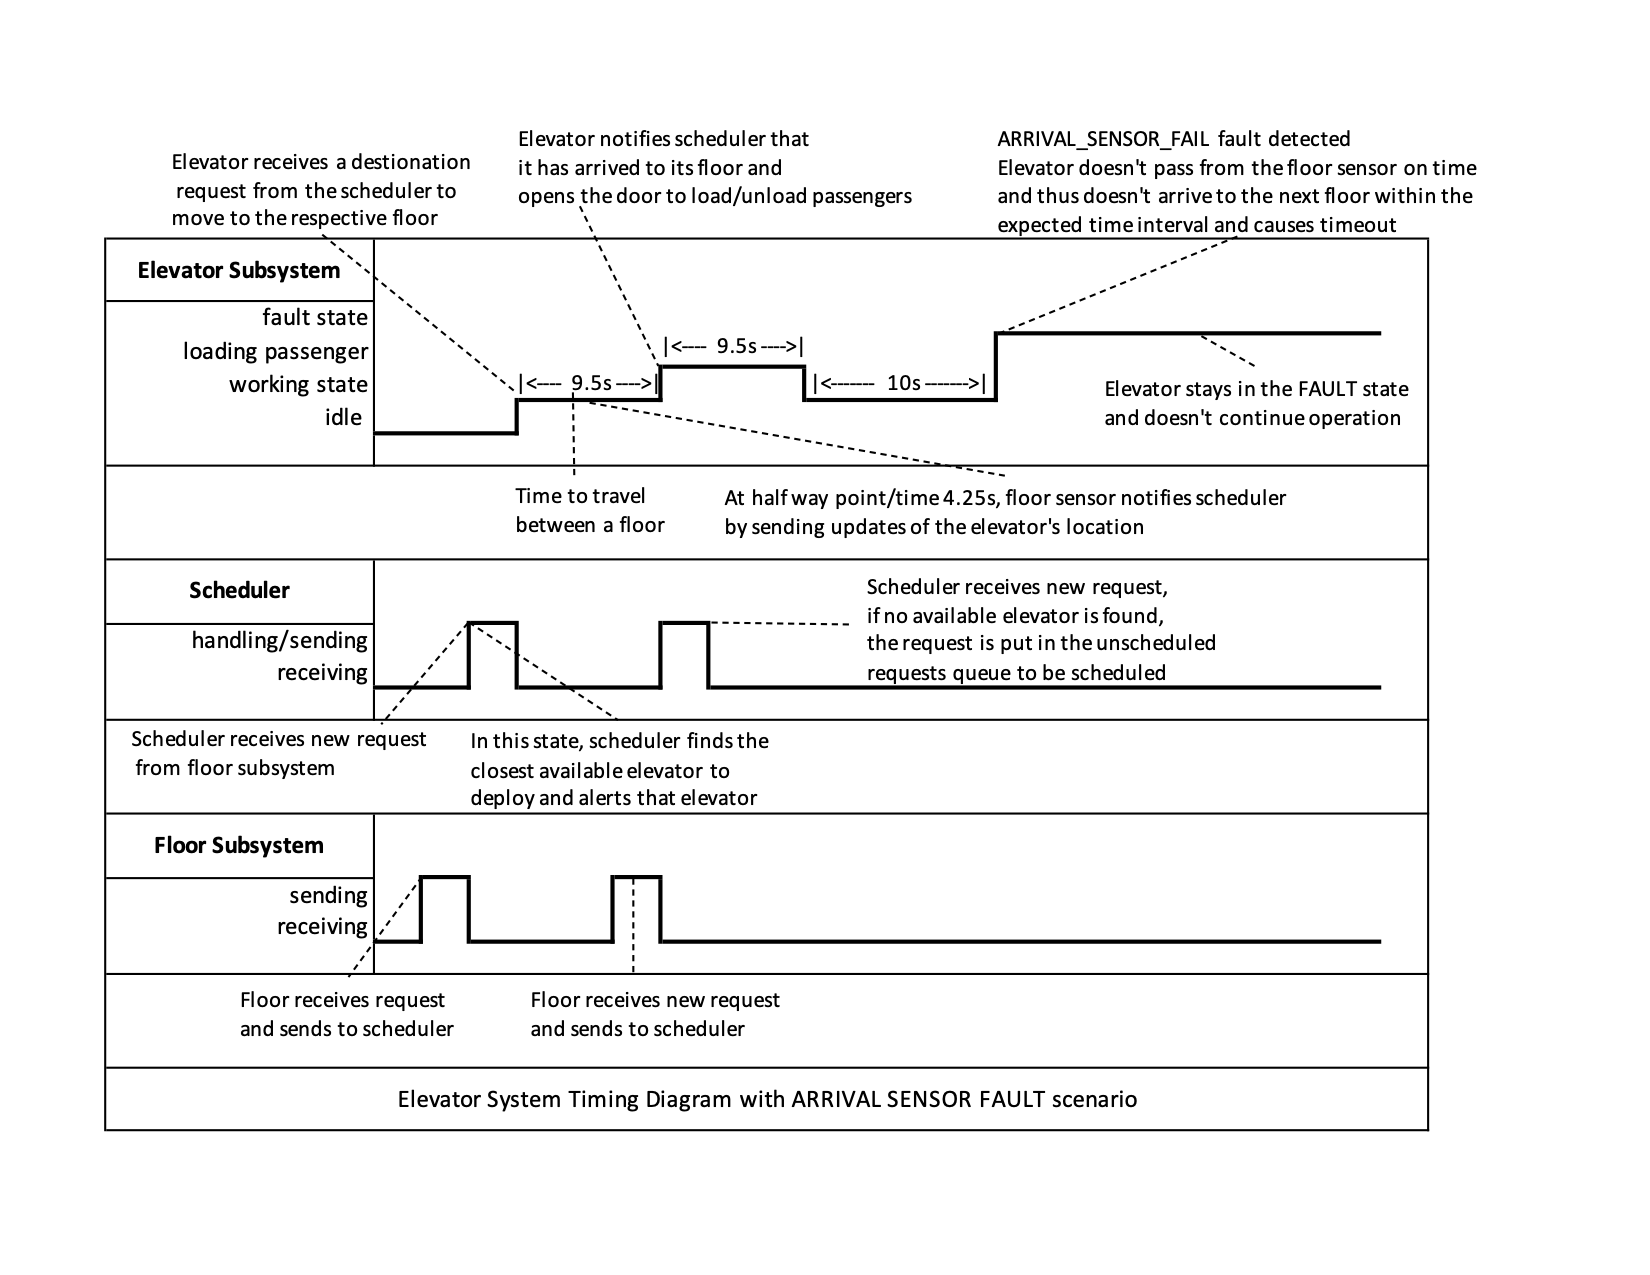 Elevator receives a destionation
request from the scheduler to
move to the respective floor
Elevator notifies scheduler that
it has arrived to its floor and
opens the door to load/unload passengers
ARRIVAL_SENSOR_FAIL fault detected
Elevator doesn't pass from the floor sensor on time
and thus doesn't arrive to the next floor within the
expected time interval and causes timeout
Elevator Subsystem
fault state
loading passenger
working state
idle
|<---- 9.5s ---->|
|<---- 9.5s ---->|
|<------- 10s ------->|
Elevator stays in the FAULT state
and doesn't continue operation
Time to travel
between a floor
At half way point/time 4.25s, floor sensor notifies scheduler
by sending updates of the elevator's location
Scheduler
handling/sending
receiving
Scheduler receives new request,
if no available elevator is found,
the request is put in the unscheduled
requests queue to be scheduled
Scheduler receives new request
from floor subsystem
In this state, scheduler finds the
closest available elevator to
deploy and alerts that elevator
Floor Subsystem
sending
receiving
Floor receives request
and sends to scheduler
Floor receives new request
and sends to scheduler
Elevator System Timing Diagram with ARRIVAL SENSOR FAULT scenario